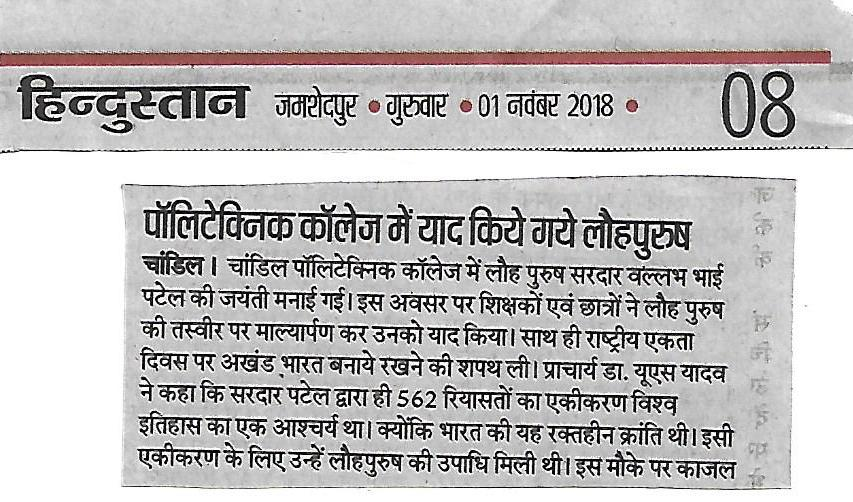 हिन्दुस्तान जमशेदपुर • गुरुवार • 01 नवंबर 2018 • 08
पॉलिटेक्निक कॉलेज में याद किये गये लौहपुरुष
चांडिल। चांडिल पॉलिटेक्निक कॉलेज में लौह पुरुष सरदार वल्लभ भाई
पटेल की जयंती मनाई गई। इस अवसर पर शिक्षकों एवं छात्रों ने लौह पुरुष
की तस्वीर पर माल्यार्पण कर उनको याद किया। साथ ही राष्ट्रीय एकता
दिवस पर अखंड भारत बनाये रखने की शपथ ली। प्राचार्य डा. यूएस यादव
ने कहा कि सरदार पटेल द्वारा ही 562 रियासतों का एकीकरण विश्व
इतिहास का एक आश्चर्य था। क्योंकि भारत की यह रक्तहीन क्रांति थी। इसी
एकीकरण के लिए उन्हें लौहपुरुष की उपाधि मिली थी। इस मौके पर काजल